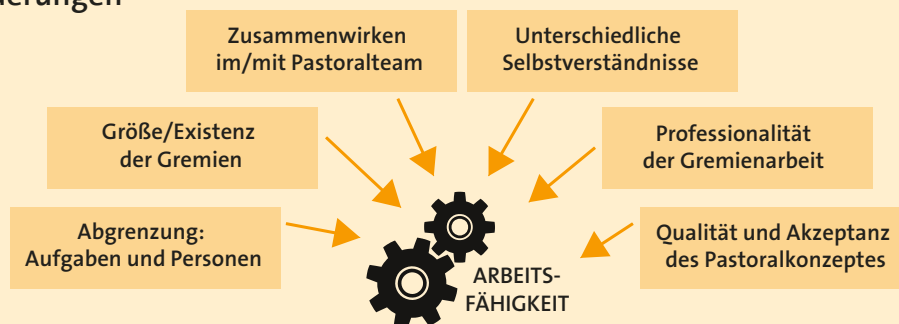 Zusammenwirken
im/mit Pastoralteam
Unterschiedliche
Selbstverständnisse
Größe/Existenz
der Gremien
Professionalität
der Gremienarbeit
Abgrenzung:
Aufgaben und Personen
Qualität und Akzeptanz
des Pastoralkonzeptes
ARBEITS-
FÄHIGKEIT